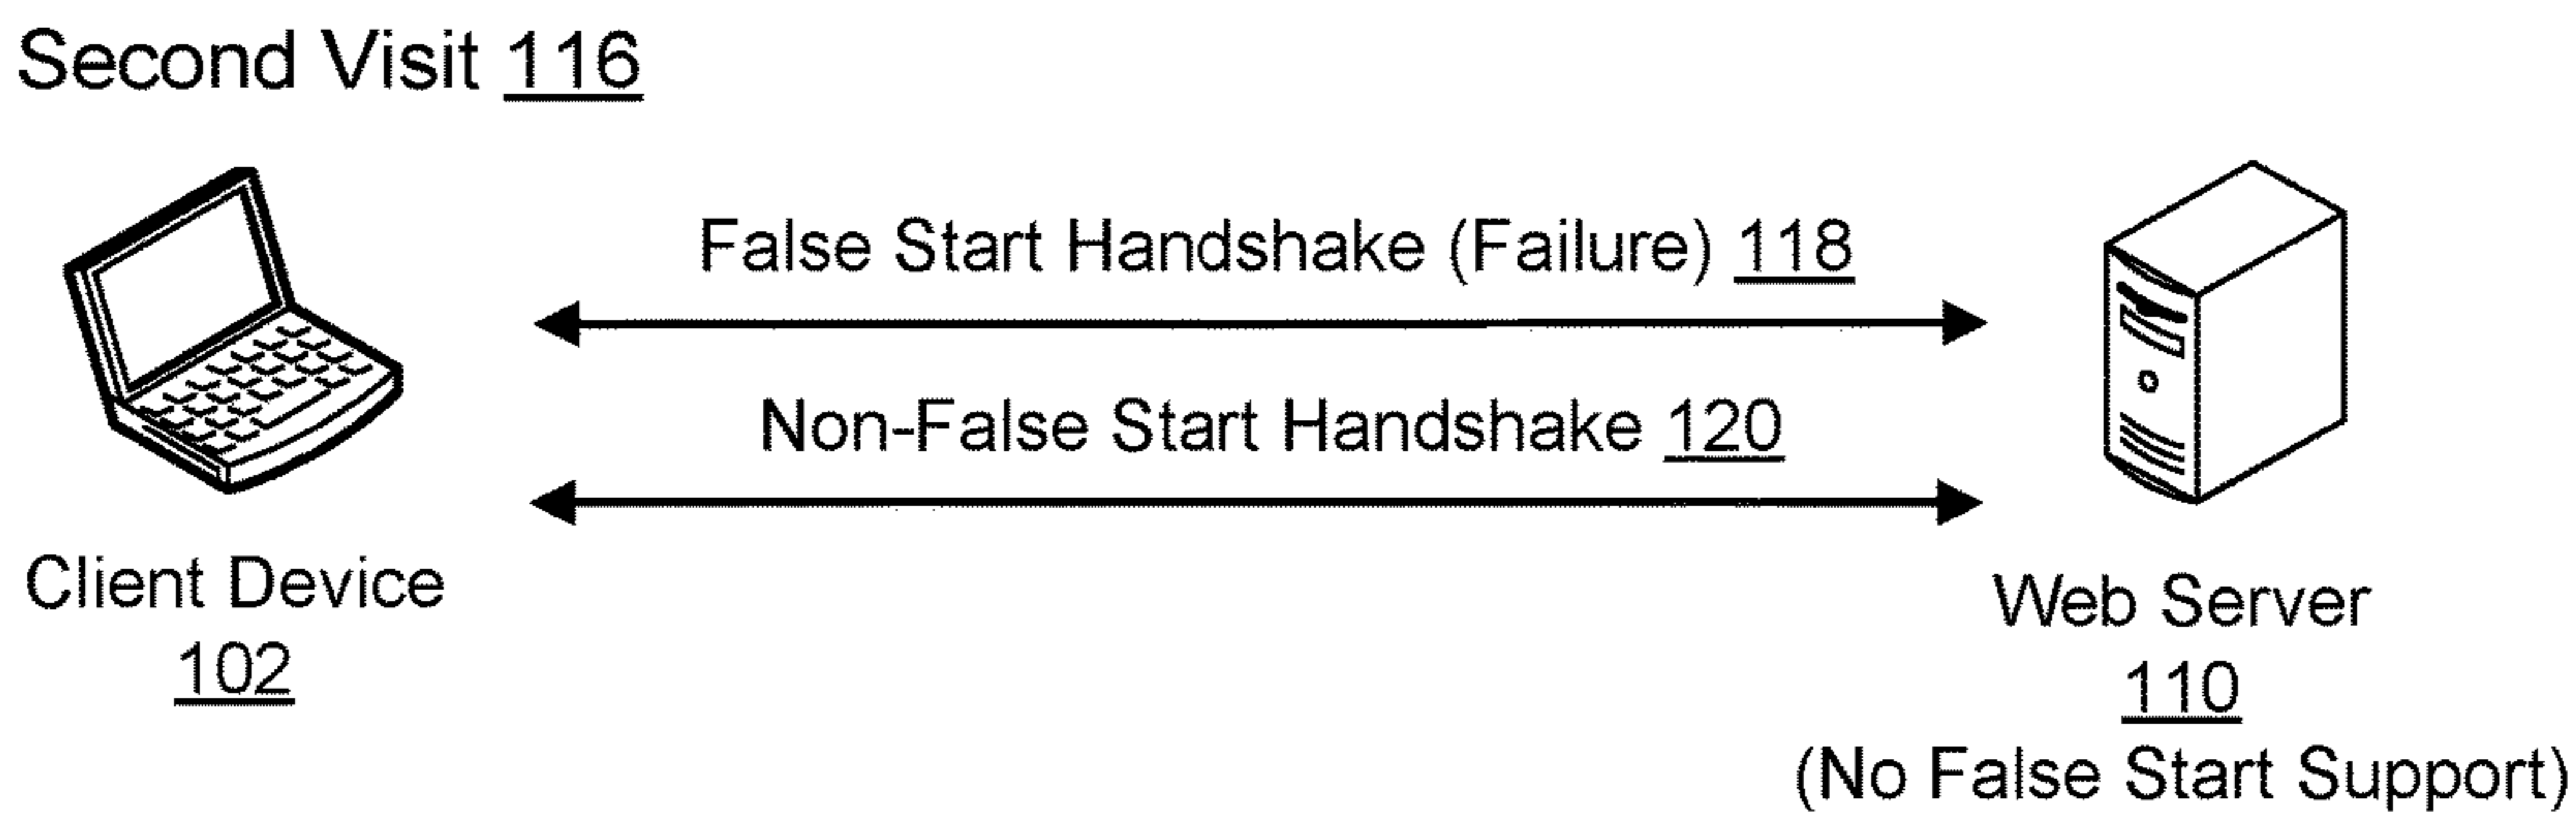 Second Visit 116
False Start Handshake (Failure) 118
Non-False Start Handshake 120
Client Device
102
Web Server
110
(No False Start Support)